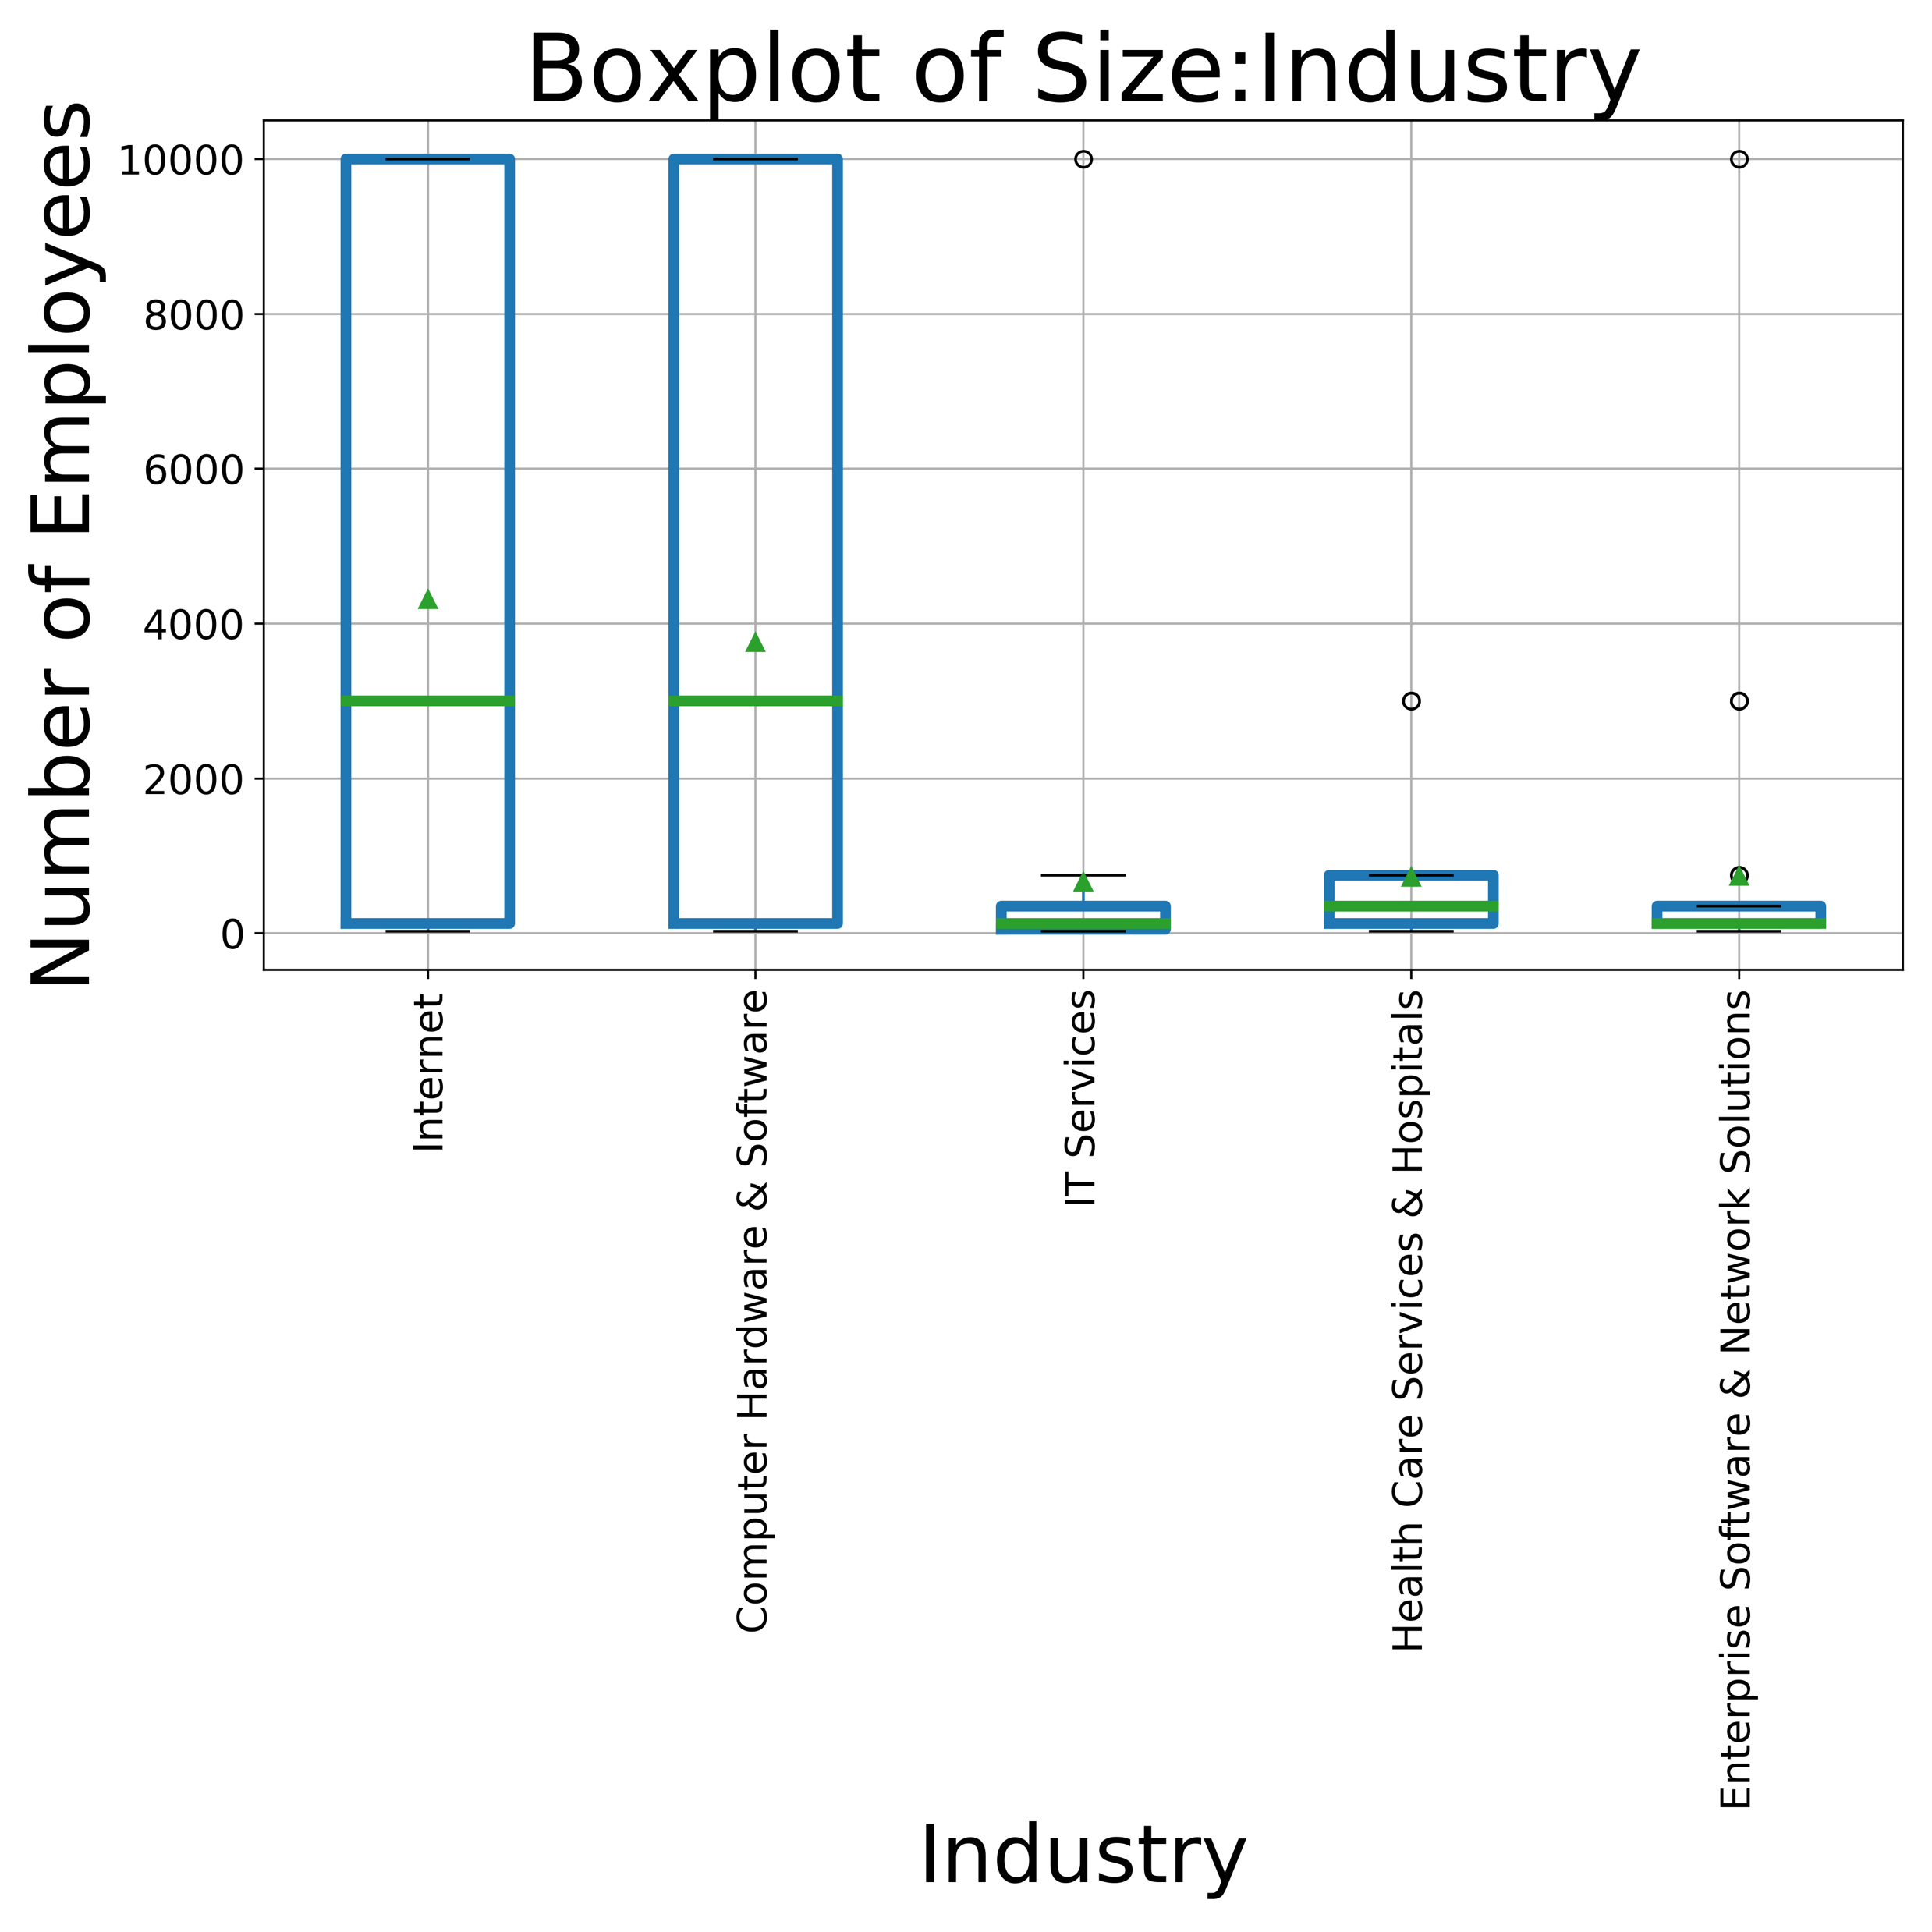 Boxplot of Size:Industry
Number of Employees
10000
8000
6000
4000
2000
0
Internet
Computer Hardware & Software
IT Services
Health Care Services & Hospitals
Enterprise Software & Network Solutions
Industry